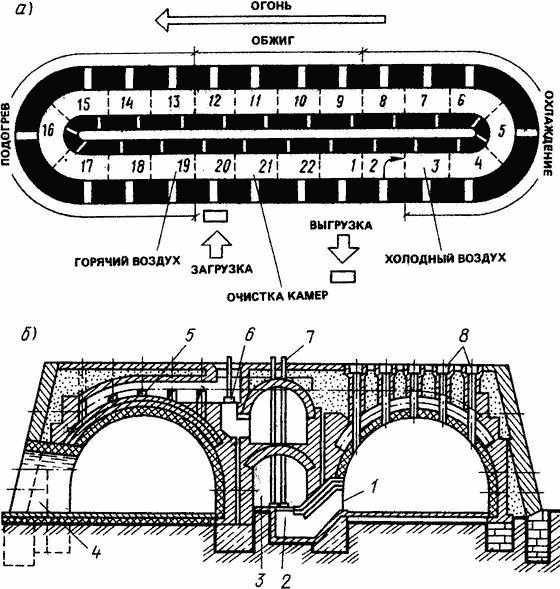 а)
ОГОНЬ
ОБЖИГ
ПОДОГРЕВ
ОХЛАЖДЕНИЕ
15 14 13 12 11 10 9 8 7 6
16 5
17 18 19 20 21 22 1 2 3 4
ГОРЯЧИЙ ВОЗДУХ
ЗАГРУЗКА
ОЧИСТКА КАМЕР
ВЫГРУЗКА
ХОЛОДНЫЙ ВОЗДУХ
б)
5 6 7 8
4 3 2 1